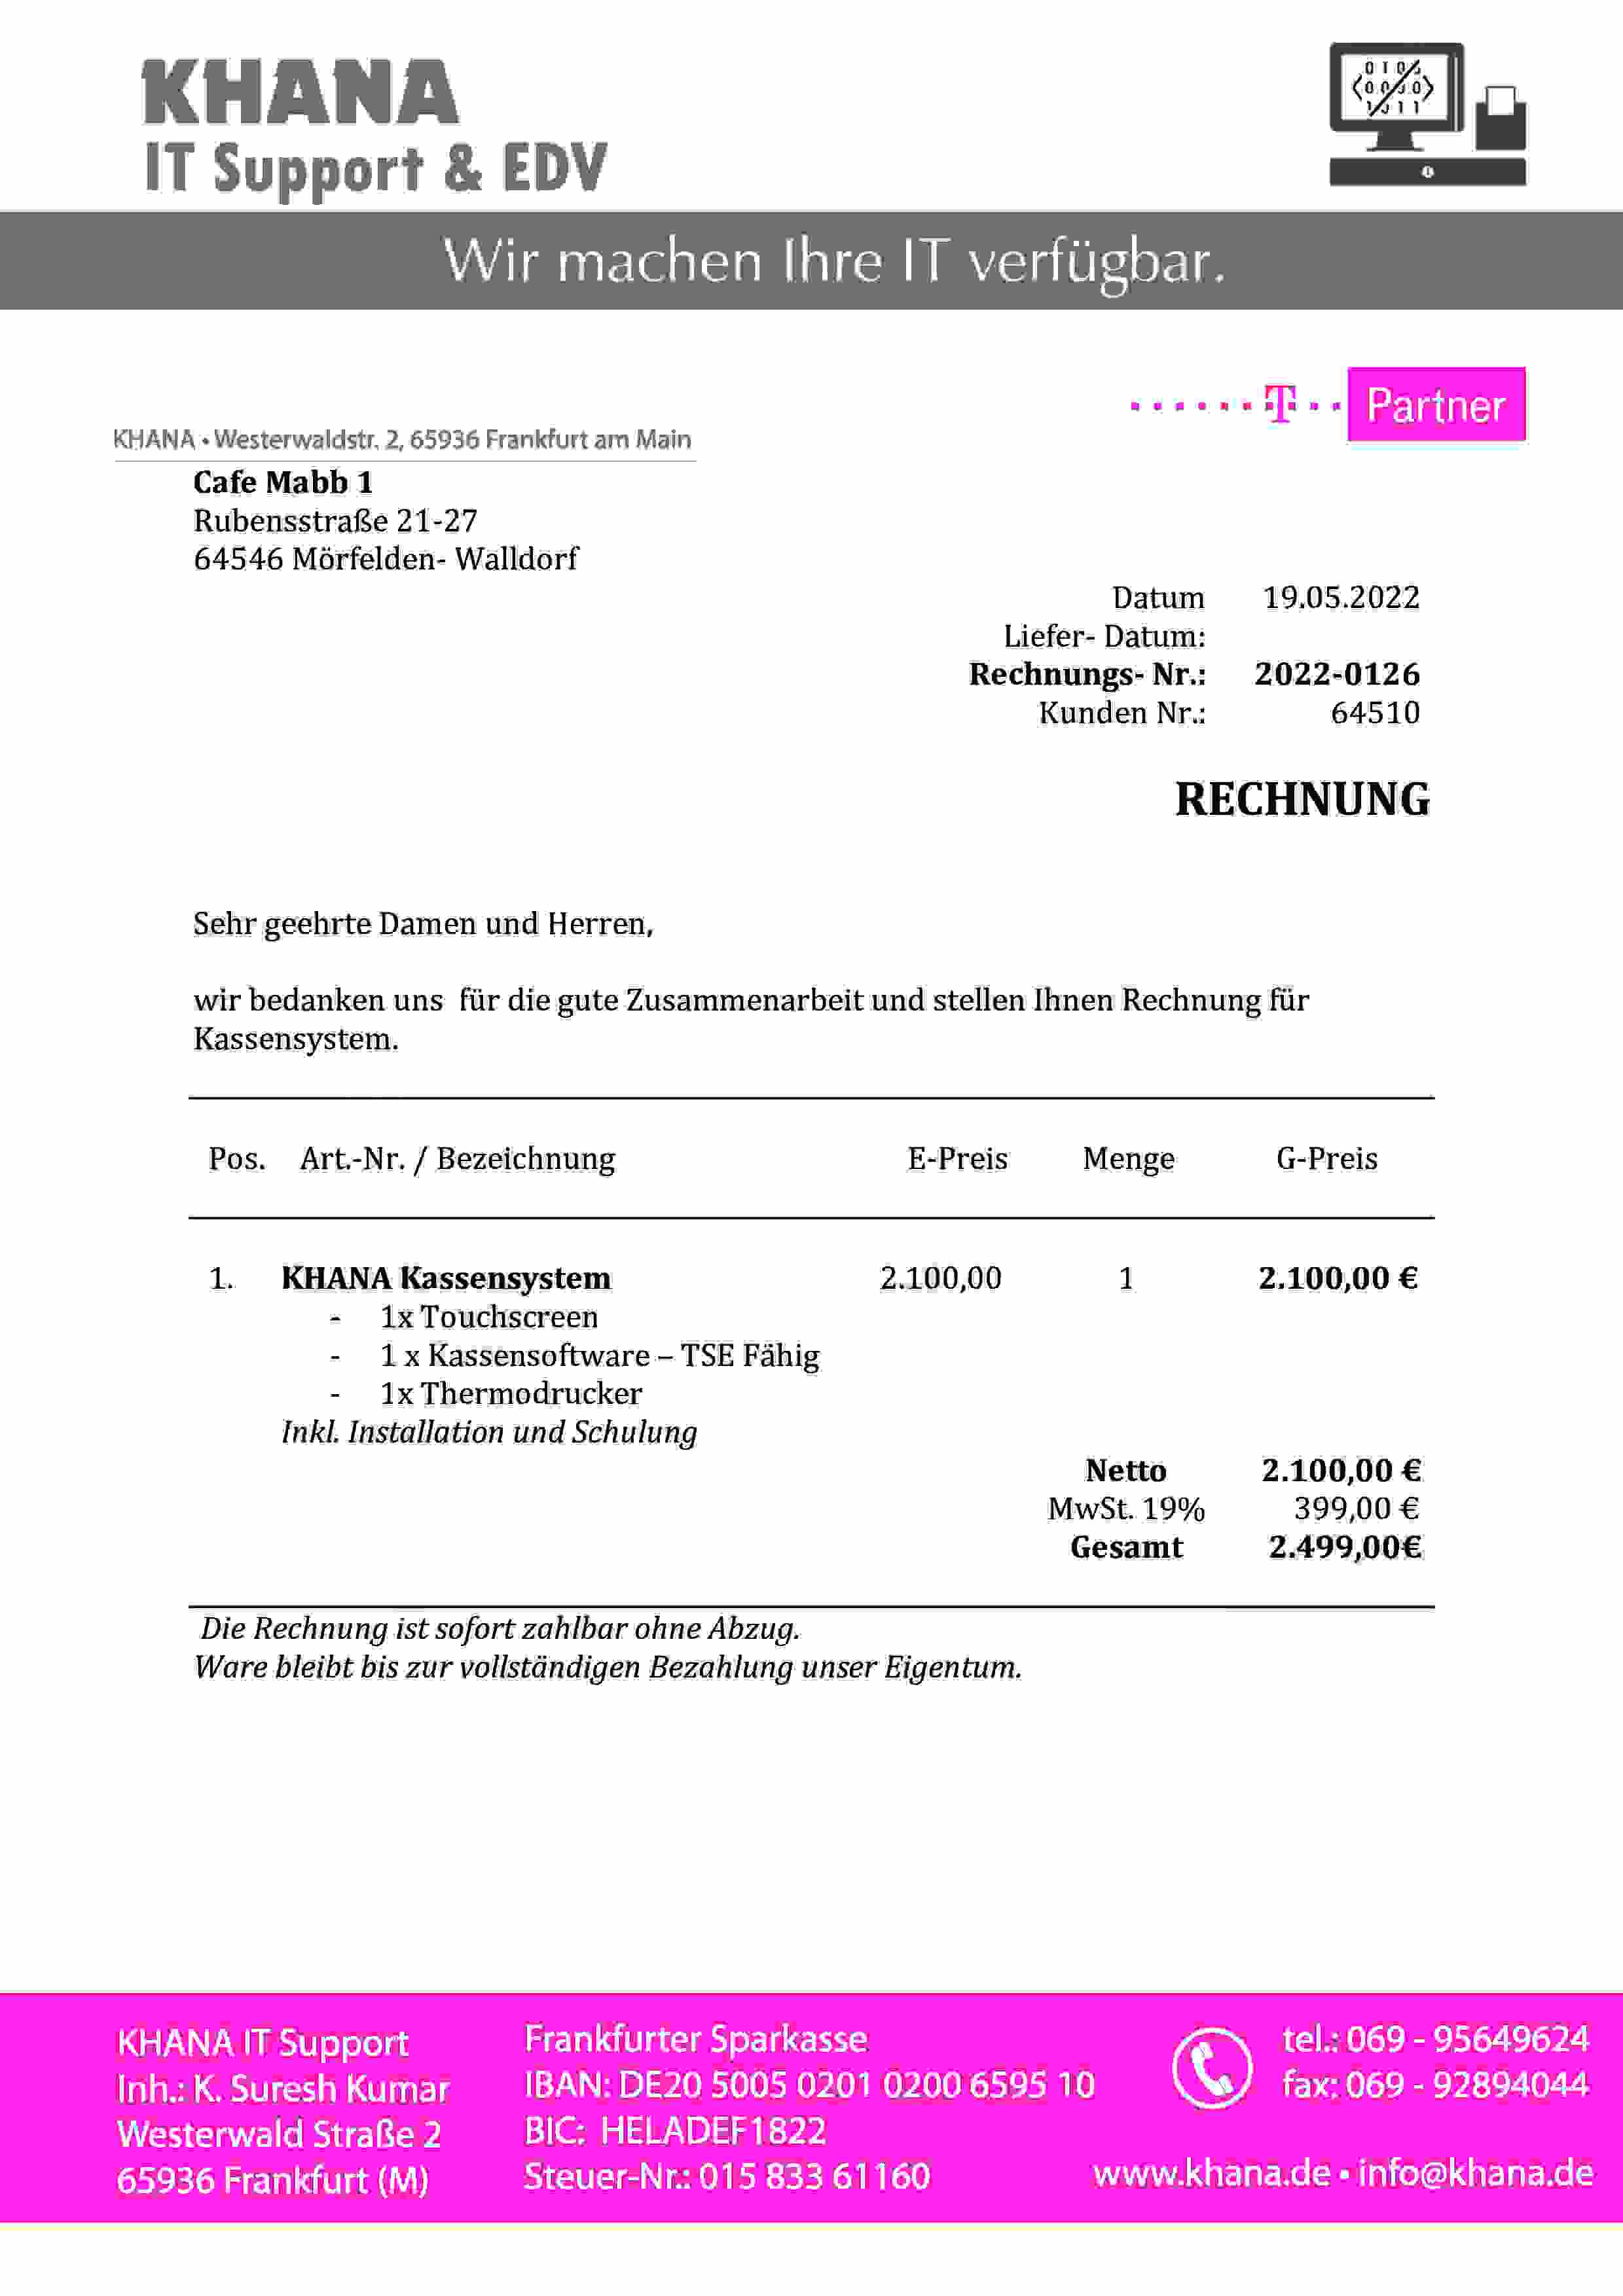 KHANA
IT Support & EDV
Wir machen Ihre IT verfügbar.
T Partner
KHANA • Westerwaldstr. 2, 65936 Frankfurt am Main
Cafe Mabb 1
Rubensstraße 21-27
64546 Mörfelden- Walldorf
Datum 19.05.2022
Liefer- Datum:
Rechnungs- Nr.: 2022-0126
Kunden Nr.: 64510
RECHNUNG
Sehr geehrte Damen und Herren,
wir bedanken uns  für die gute Zusammenarbeit und stellen Ihnen Rechnung für
Kassensystem.
Pos. Art.-Nr. / Bezeichnung E-Preis Menge G-Preis
1. KHANA Kassensystem 2.100,00 1 2.100,00 €
- 1x Touchscreen
- 1 x Kassensoftware – TSE Fähig
- 1x Thermodrucker
Inkl. Installation und Schulung
Netto 2.100,00 €
MwSt. 19% 399,00 €
Gesamt 2.499,00€
Die Rechnung ist sofort zahlbar ohne Abzug.
Ware bleibt bis zur vollständigen Bezahlung unser Eigentum.
KHANA IT Support
Inh.: K. Suresh Kumar
Westerwald Straße 2
65936 Frankfurt (M)
Frankfurter Sparkasse
IBAN: DE20 5005 0201 0200 6595 10
BIC: HELADEF1822
Steuer-Nr.: 015 833 61160
tel.: 069 - 95649624
fax: 069 - 92894044
www.khana.de • info@khana.de